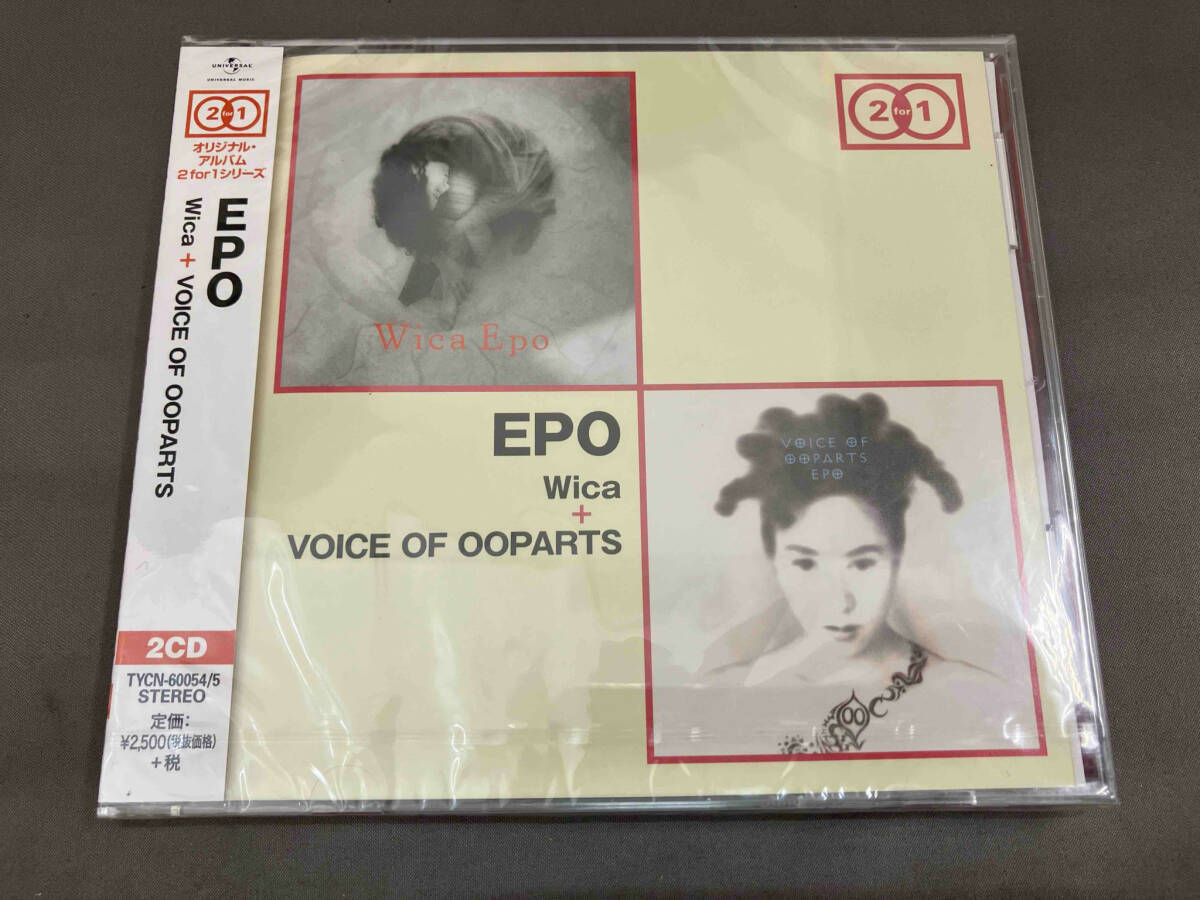 UNIVERSAL
UNIVERSAL MUSIC
2 for 1
オリジナル・
アルバム
2 for 1シリーズ
EPO
Wica + VOICE OF OOPARTS
2CD
TYCN-60054/5
STEREO
定価:
¥2,500(税抜価格)
+税
Wica Epo
2 for 1
EPO
Wica
+
VOICE OF OOPARTS
VOICE OF
OOPARTS
EPO